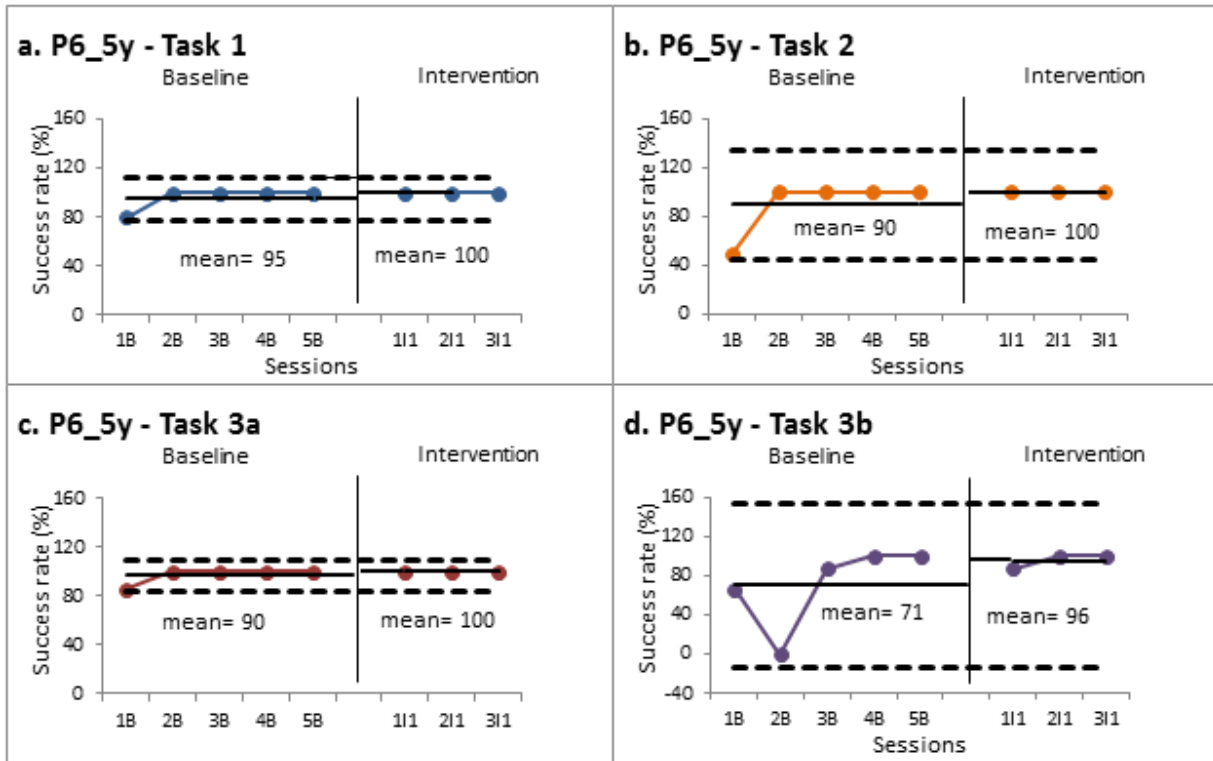 a. P6_5y - Task 1
Baseline
Intervention
Success rate (%)
160
120
80
40
0
mean= 95
mean= 100
1B 2B 3B 4B 5B 1I1 2I1 3I1
Sessions
b. P6_5y - Task 2
Baseline
Intervention
Success rate (%)
160
120
80
40
0
mean= 90
mean= 100
1B 2B 3B 4B 5B 1I1 2I1 3I1
Sessions
c. P6_5y - Task 3a
Baseline
Intervention
Success rate (%)
160
120
80
40
0
mean= 90
mean= 100
1B 2B 3B 4B 5B 1I1 2I1 3I1
d. P6_5y - Task 3b
Baseline
Intervention
Success rate (%)
160
120
80
40
0
-40
mean= 71
mean= 96
1B 2B 3B 4B 5B 1I1 2I1 3I1
Sessions